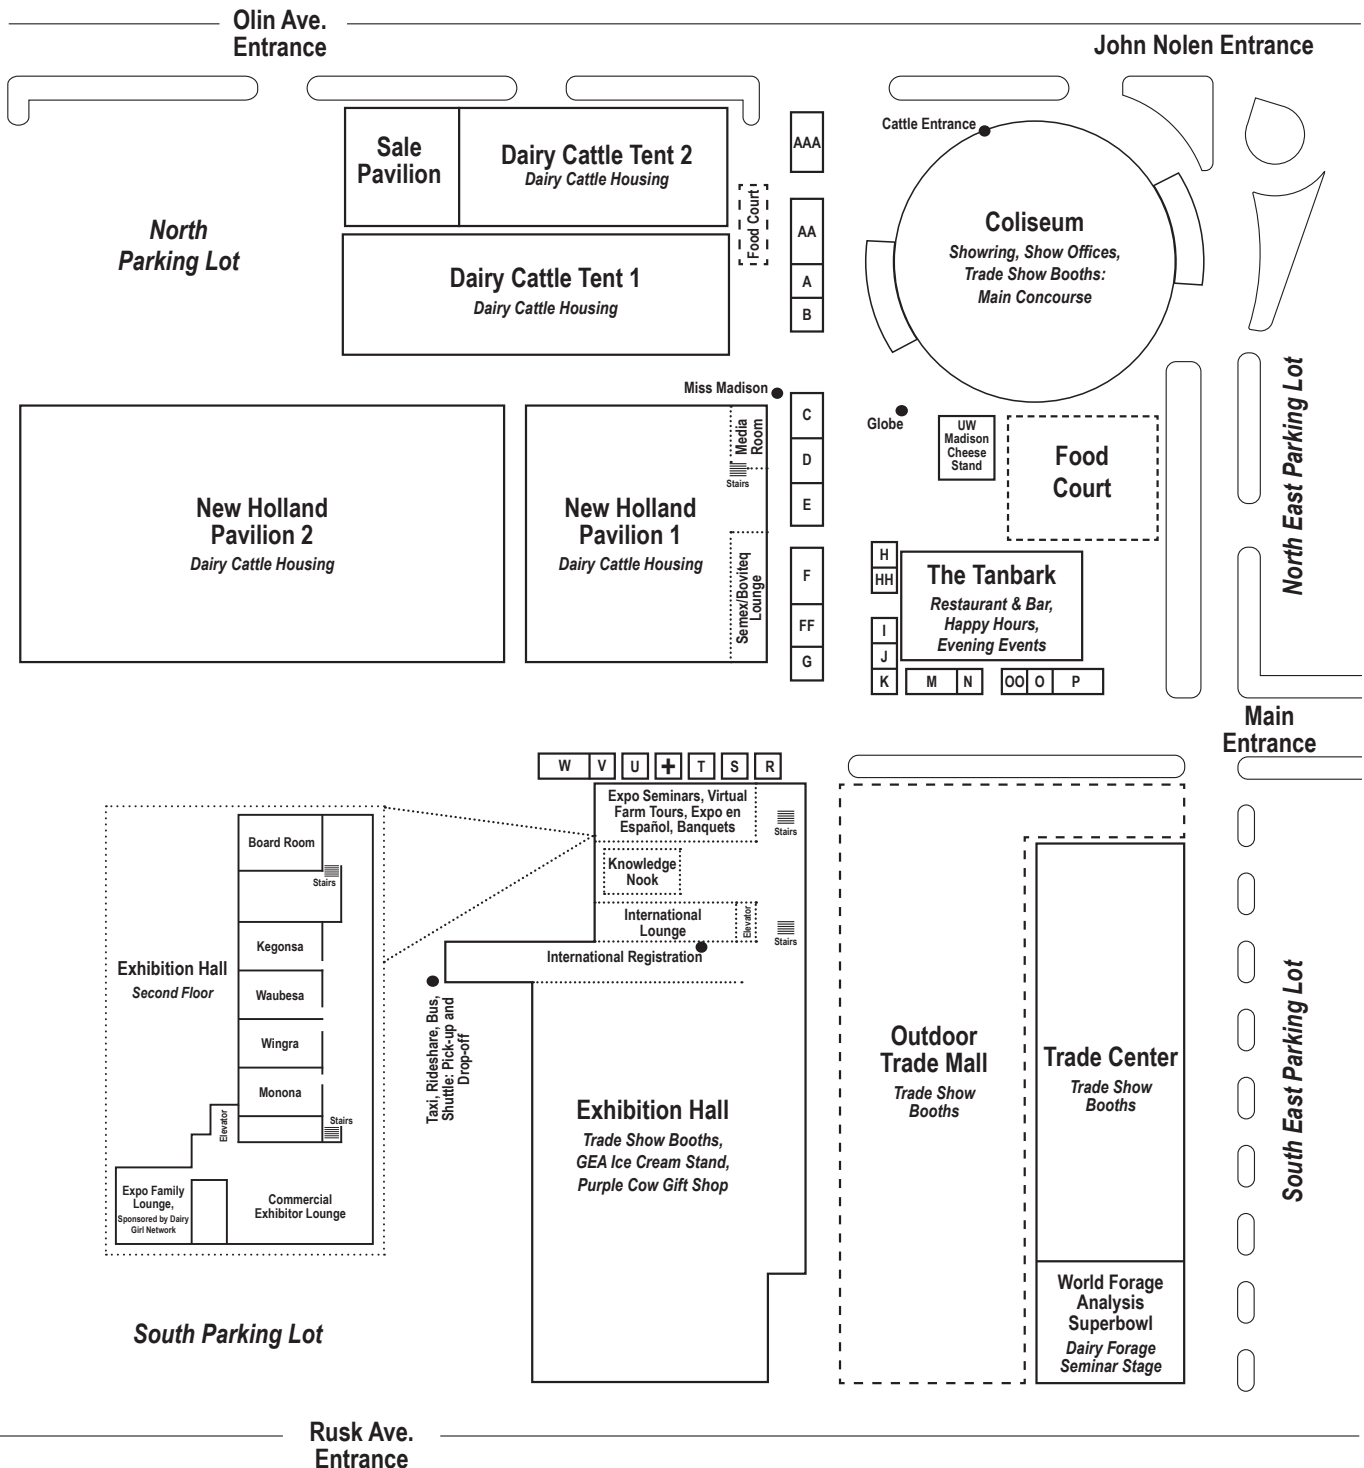 Olin Ave.
Entrance
John Nolen Entrance
Cattle Entrance
Sale
Pavilion
Dairy Cattle Tent 2
Dairy Cattle Housing
Food Court
AAA
AA
A
B
North
Parking Lot
Dairy Cattle Tent 1
Dairy Cattle Housing
Coliseum
Showring, Show Offices,
Trade Show Booths:
Main Concourse
Miss Madison
Globe
UW
Madison
Cheese
Stand
Food
Court
North East Parking Lot
New Holland
Pavilion 2
Dairy Cattle Housing
New Holland
Pavilion 1
Dairy Cattle Housing
Media
Room
Stairs
Semex/Boviteq
Lounge
C
D
E
F
FF
G
H
HH
I
J
K
M
N
OO
O
P
The Tanbark
Restaurant & Bar,
Happy Hours,
Evening Events
Main
Entrance
W
V
U
+
T
S
R
Expo Seminars, Virtual
Farm Tours, Expo en
Español, Banquets
Stairs
Knowledge
Nook
International
Lounge
Elevator
Stairs
International Registration
Board Room
Stairs
Kegonsa
Waubesa
Wingra
Monona
Stairs
Elevator
Exhibition Hall
Second Floor
Expo Family
Lounge,
Sponsored by Dairy
Girl Network
Commercial
Exhibitor Lounge
Taxi, Rideshare, Bus,
Shuttle: Pick-up and
Drop-off
Exhibition Hall
Trade Show Booths,
GEA Ice Cream Stand,
Purple Cow Gift Shop
Outdoor
Trade Mall
Trade Show
Booths
Trade Center
Trade Show
Booths
World Forage
Analysis
Superbowl
Dairy Forage
Seminar Stage
South East Parking Lot
South Parking Lot
Rusk Ave.
Entrance